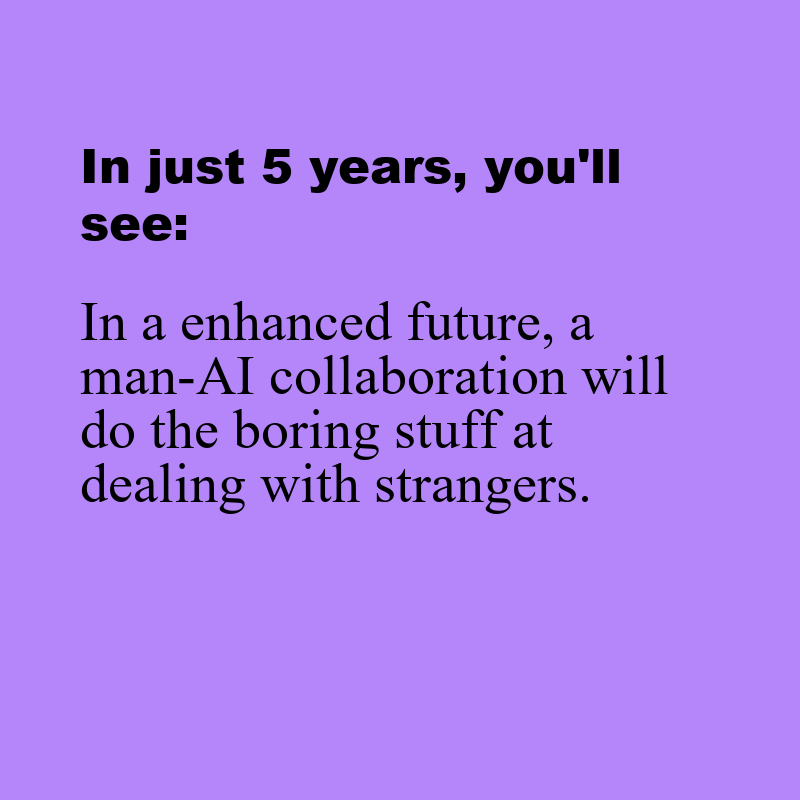 In just 5 years, you'll
see:
In a enhanced future, a
man-AI collaboration will
do the boring stuff at
dealing with strangers.